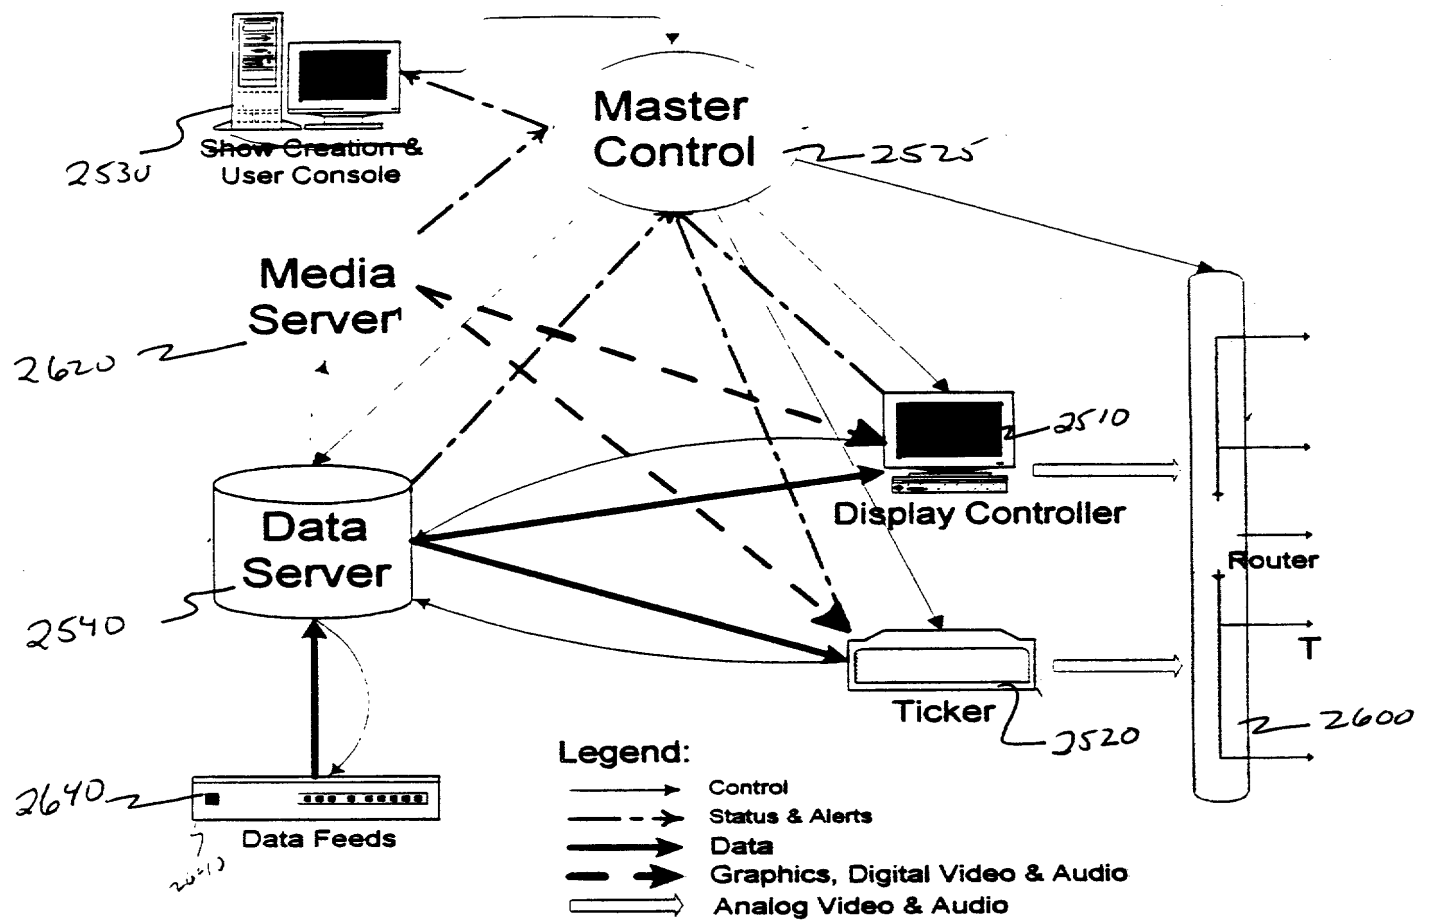 Master
Control
2525
Show Creation &
User Console
2530
Media
Server
2620
2510
Display Controller
Data
Server
2540
Router
T
Ticker
2520
2600
2640
Data Feeds
Legend:
Control
Status & Alerts
Data
Graphics, Digital Video & Audio
Analog Video & Audio